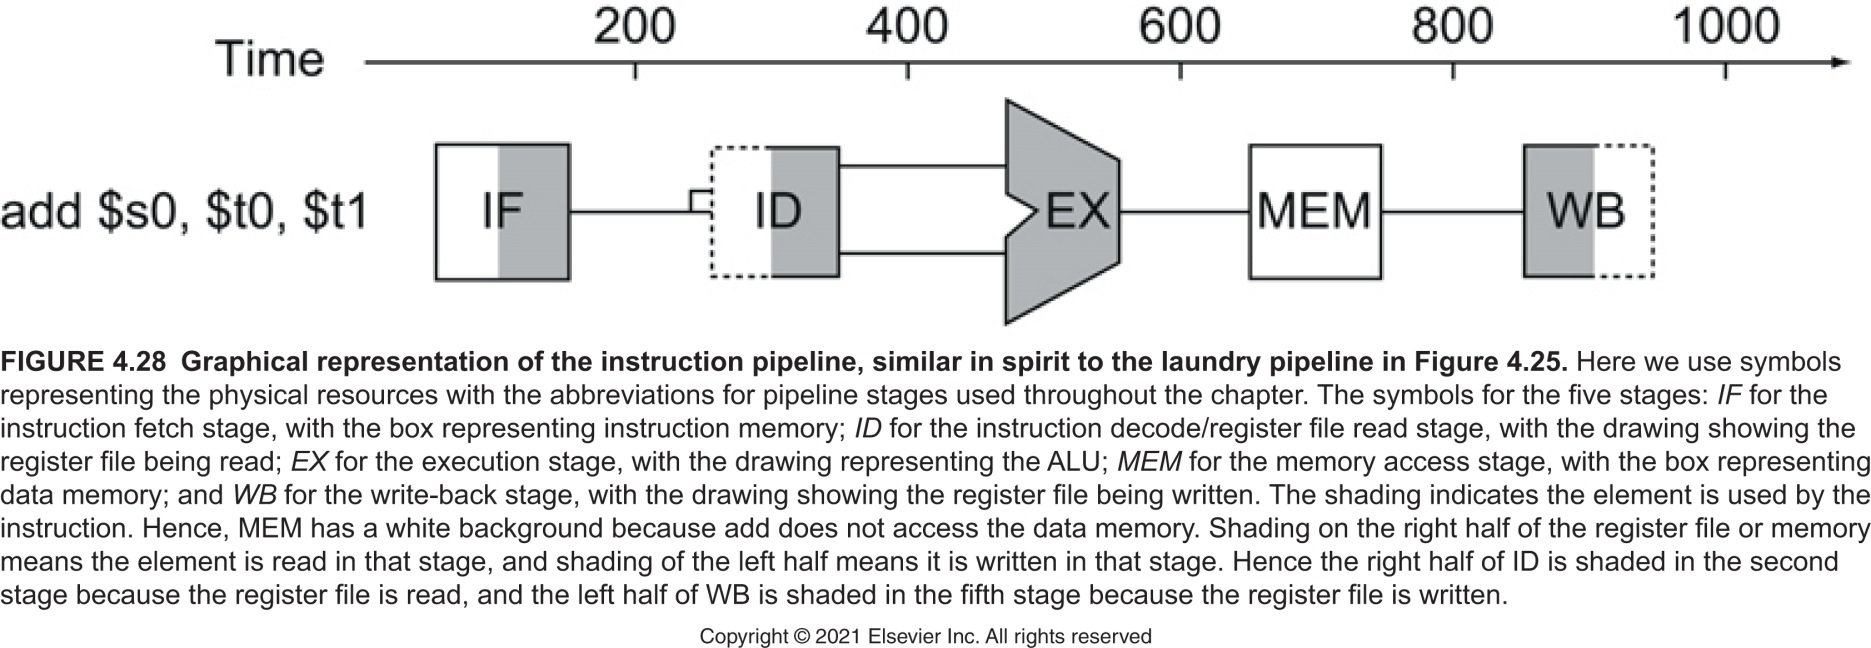 200 400 600 800 1000
Time
add $s0, $t0, $t1 IF ID EX MEM WB
FIGURE 4.28 Graphical representation of the instruction pipeline, similar in spirit to the laundry pipeline in Figure 4.25. Here we use symbols
representing the physical resources with the abbreviations for pipeline stages used throughout the chapter. The symbols for the five stages: IF for the
instruction fetch stage, with the box representing instruction memory; ID for the instruction decode/register file read stage, with the drawing showing the
register file being read; EX for the execution stage, with the drawing representing the ALU; MEM for the memory access stage, with the box representing
data memory; and WB for the write-back stage, with the drawing showing the register file being written. The shading indicates the element is used by the
instruction. Hence, MEM has a white background because add does not access the data memory. Shading on the right half of the register file or memory
means the element is read in that stage, and shading of the left half means it is written in that stage. Hence the right half of ID is shaded in the second
stage because the register file is read, and the left half of WB is shaded in the fifth stage because the register file is written.
Copyright © 2021 Elsevier Inc. All rights reserved